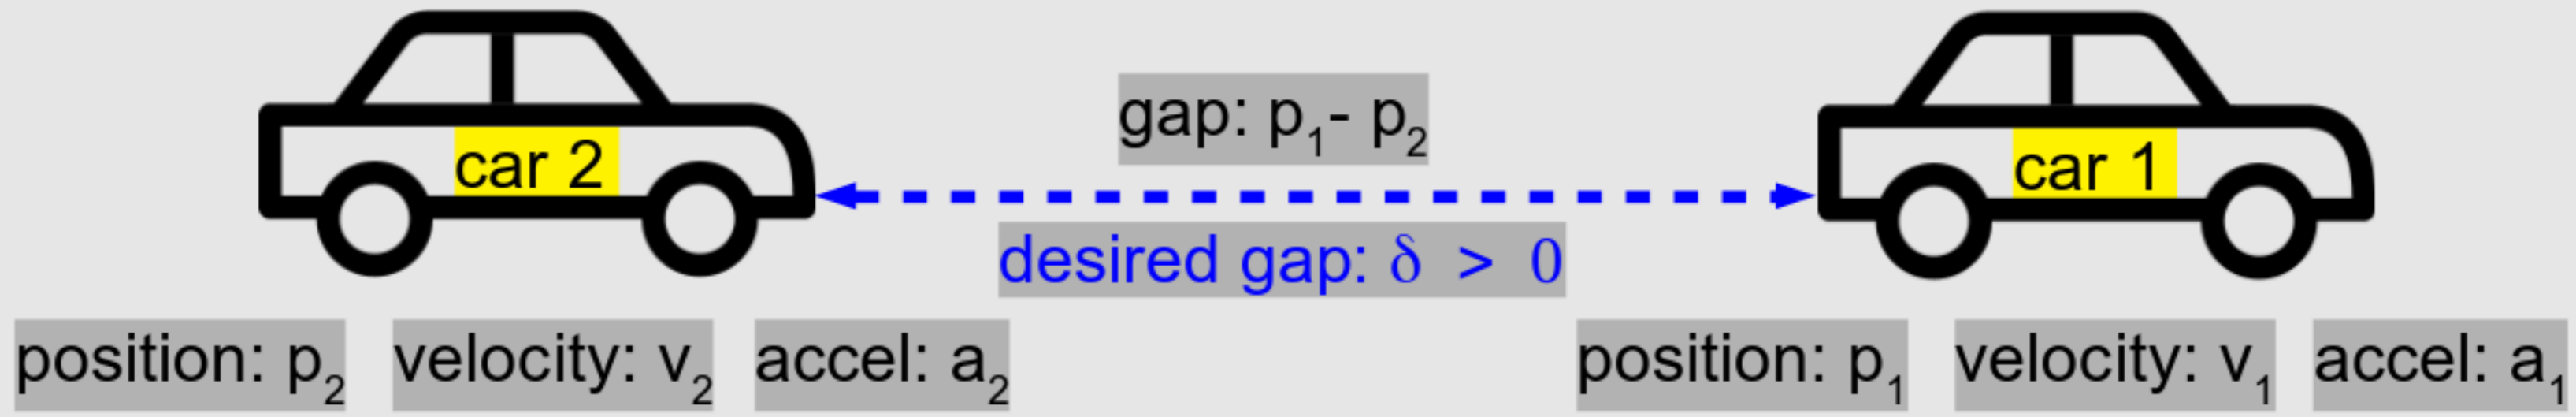 car 2
gap: p₁- p₂
car 1
desired gap: δ > 0
position: p₂ velocity: v₂ accel: a₂ position: p₁ velocity: v₁ accel: a₁